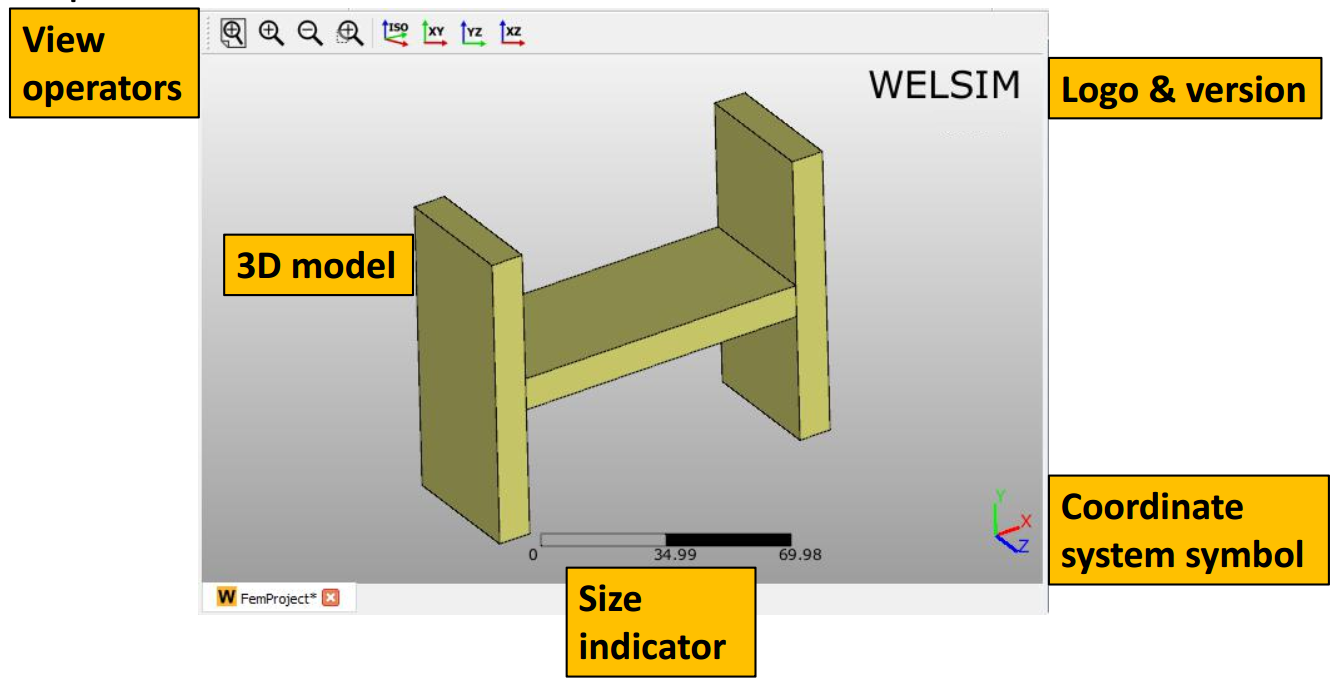 View
operators
ISO
XY
YZ
XZ
WELSIM
Logo & version
3D model
Y
X
Z
Coordinate
system symbol
0
34.99
69.98
W FemProject*
Size
indicator